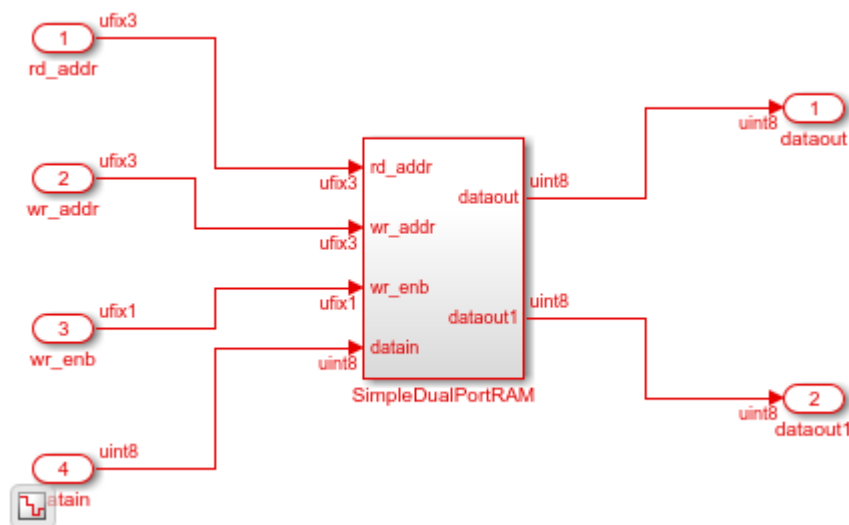 ufix3
1
rd_addr
ufix3
2
wr_addr
ufix1
3
wr_enb
uint8
4
ufix3
rd_addr
ufix3
wr_addr
ufix1
wr_enb
uint8
datain
dataout
uint8
dataout1
uint8
SimpleDualPortRAM
1
uint8
dataout
2
uint8
dataout1